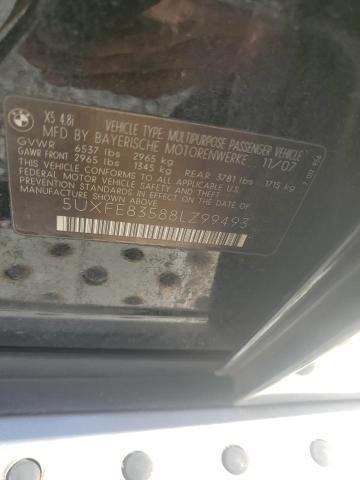 BMW
X5 4.8i
VEHICLE TYPE: MULTIPURPOSE PASSENGER VEHICLE
MFD BY BAYERISCHE MOTORENWERKE 11/07
GVWR 6537 lbs 2965 kg
GAWR FRONT 2965 lbs 1345 kg REAR 3781 lbs 1715 kg
THIS VEHICLE CONFORMS TO ALL APPLICABLE
FEDERAL MOTOR VEHICLE SAFETY, AND THEFT
PREVENTION STANDARDS IN EFFECT ON THE DATE
OF MANUFACTURE SHOWN ABOVE:
5UXFE83588LZ99493